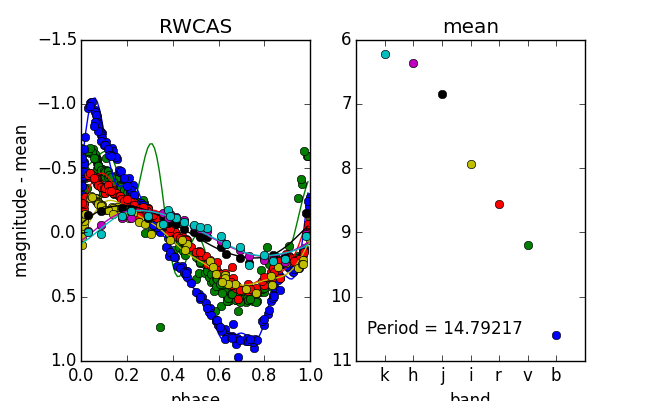 RWCAS
mean
−1.5
−1.0
−0.5
0.0
0.5
1.0
magnitude - mean
0.0 0.2 0.4 0.6 0.8 1.0
phase
6
7
8
9
10
11
Period = 14.79217
k h j i r v b
band